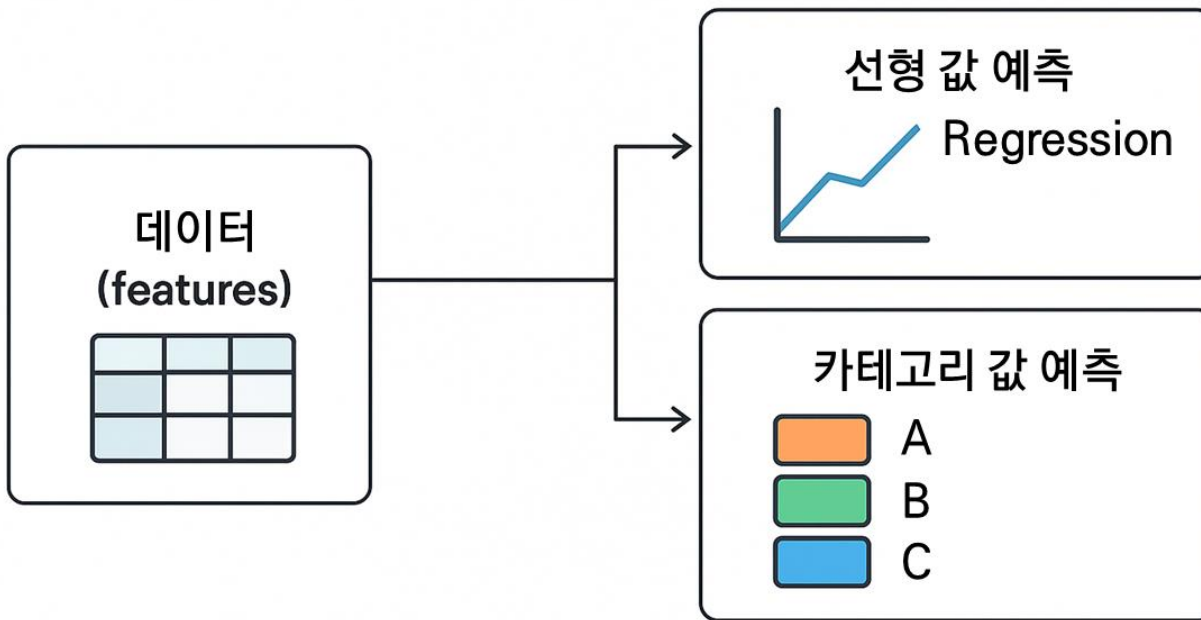 데이터
(features)
선형 값 예측
Regression
카테고리 값 예측
A
B
C